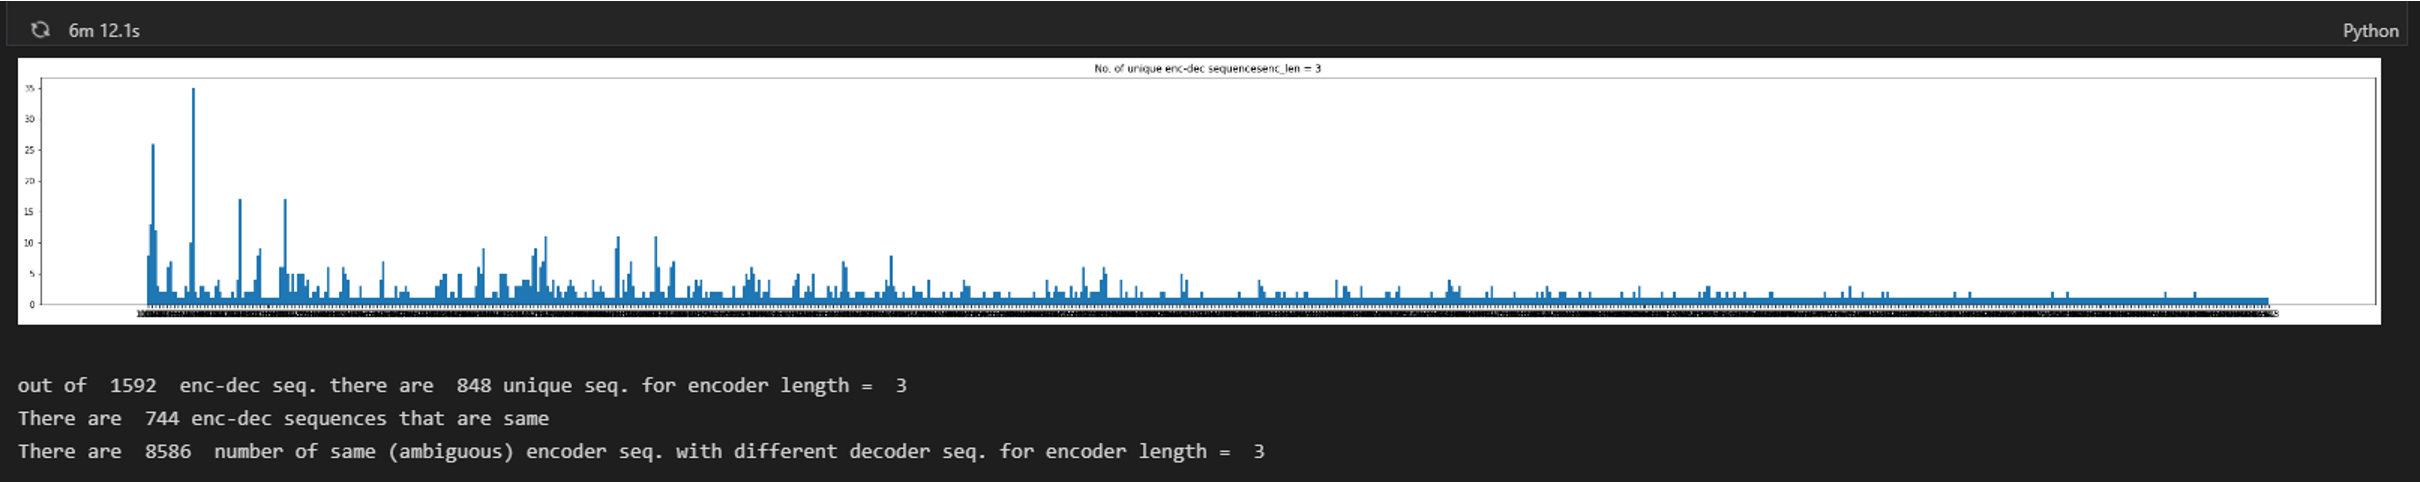 6m 12.1s
Python
No. of unique enc-dec sequencesenc_len = 3
35
30
25
20
15
10
5
0
out of  1592  enc-dec seq. there are  848 unique seq. for encoder length =  3
There are  744 enc-dec sequences that are same
There are  8586  number of same (ambiguous) encoder seq. with different decoder seq. for encoder length =  3